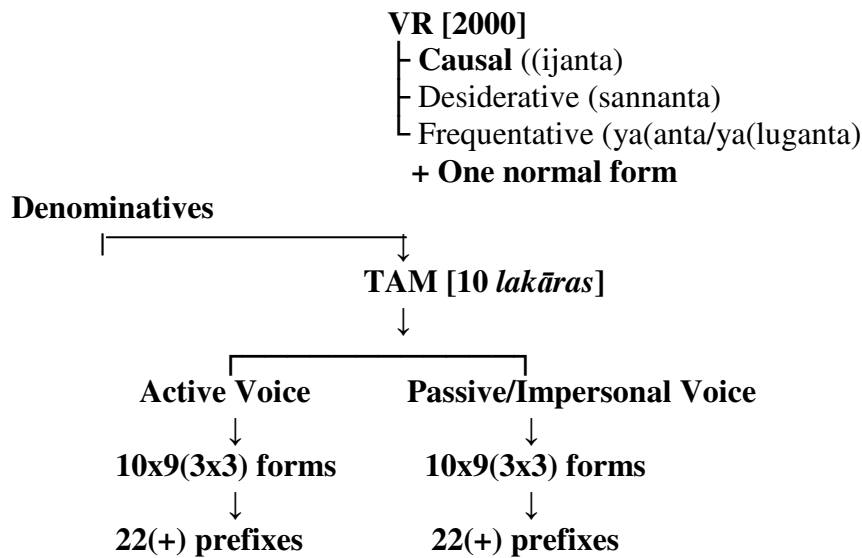 VR [2000]
Causal ((ijanta)
Desiderative (sannanta)
Frequentative (ya(anta/ya(luganta)
+ One normal form
Denominatives
TAM [10 lakāras]
Active Voice Passive/Impersonal Voice
10x9(3x3) forms 10x9(3x3) forms
22(+) prefixes 22(+) prefixes